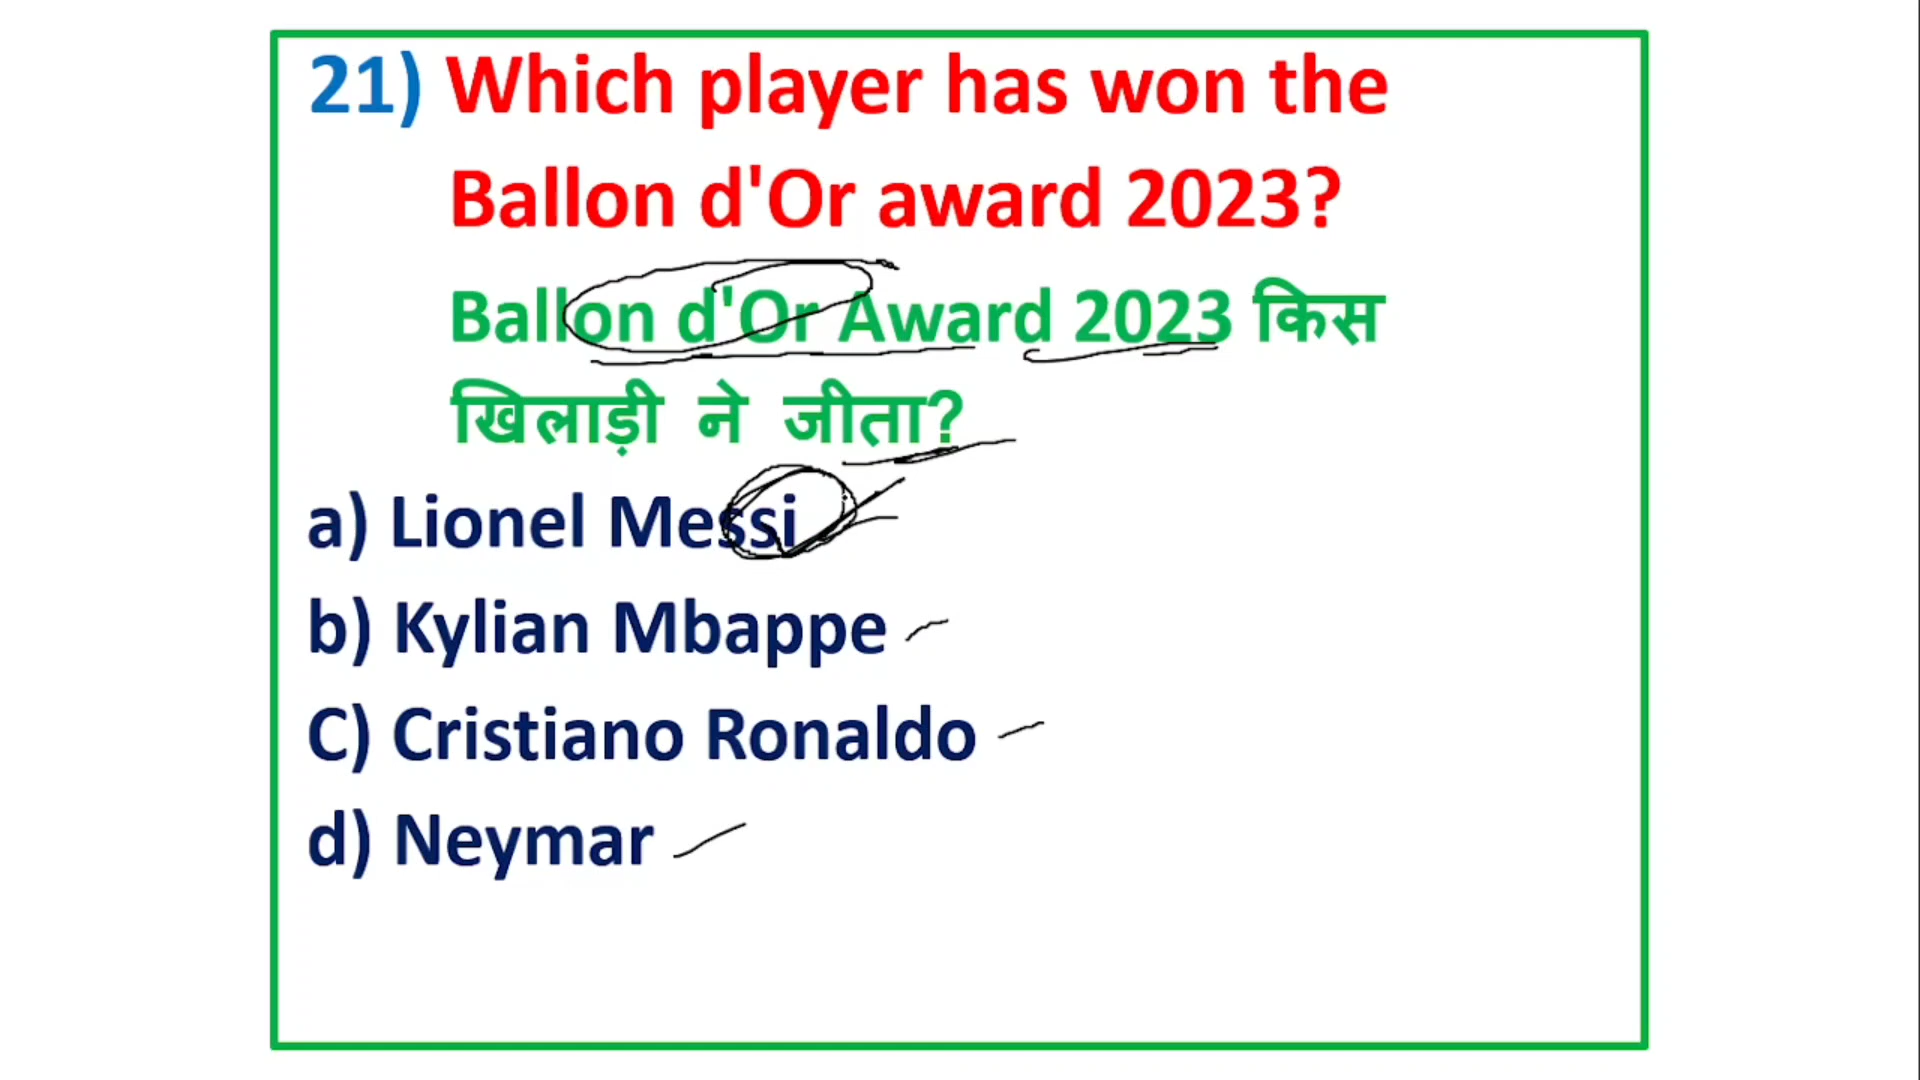 21) Which player has won the
Ballon d'Or award 2023?
Ballon d'Or Award 2023 किस
खिलाड़ी ने जीता?
a) Lionel Messi
b) Kylian Mbappe
C) Cristiano Ronaldo
d) Neymar